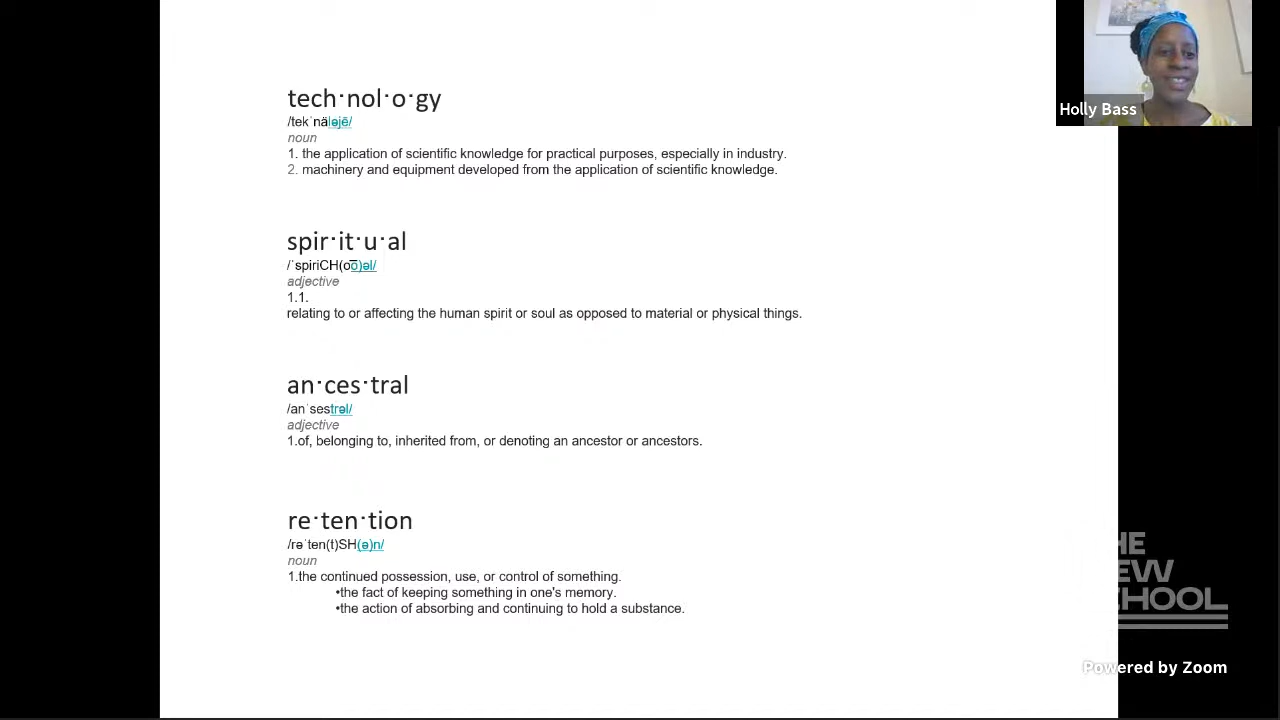 tech·nol·o·gy
/tekˈnäləjē/
noun
1. the application of scientific knowledge for practical purposes, especially in industry.
2. machinery and equipment developed from the application of scientific knowledge.
spir·it·u·al
/ˈspiriCH(o͞o)əl/
adjective
1.1.
relating to or affecting the human spirit or soul as opposed to material or physical things.
an·ces·tral
/anˈsestrəl/
adjective
1.of, belonging to, inherited from, or denoting an ancestor or ancestors.
re·ten·tion
/rəˈten(t)SH(ə)n/
noun
1.the continued possession, use, or control of something.
•the fact of keeping something in one's memory.
•the action of absorbing and continuing to hold a substance.
Holly Bass
HE
EW
CHOOL
Powered by Zoom